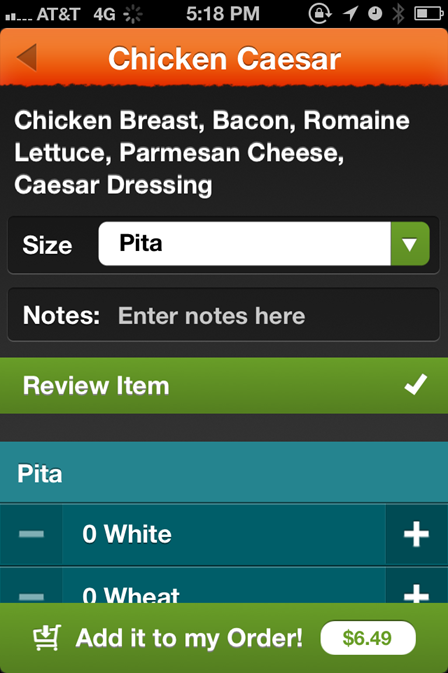 AT&T 4G 5:18 PM
Chicken Caesar
Chicken Breast, Bacon, Romaine
Lettuce, Parmesan Cheese,
Caesar Dressing
Size Pita
Notes: Enter notes here
Review Item
Pita
0 White
0 Wheat
Add it to my Order! $6.49